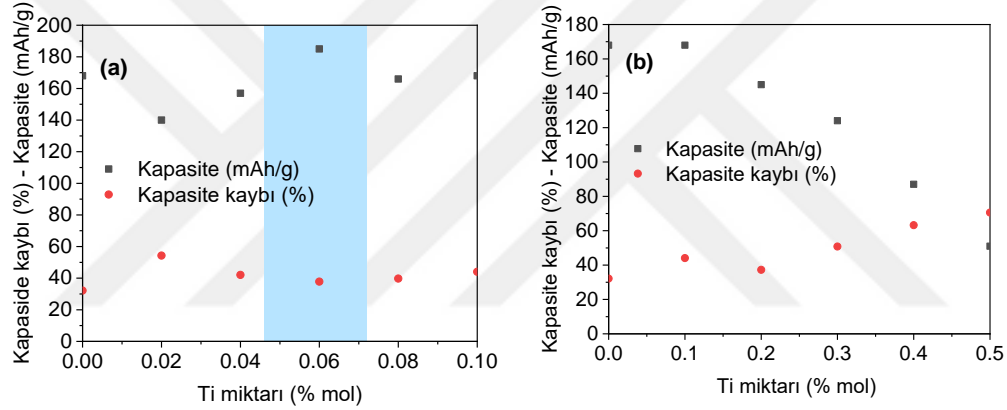 Kapaside kaybı (%) - Kapasite (mAh/g)
200
180
160
140
120
100
80
60
40
20
0
(a)
Kapasite (mAh/g)
Kapasite kaybı (%)
0.00 0.02 0.04 0.06 0.08 0.10
Ti miktarı (% mol)
Kapasite kaybı (%) - Kapasite (mAh/g)
180
160
140
120
100
80
60
40
20
0
(b)
Kapasite (mAh/g)
Kapasite kaybı (%)
0.0 0.1 0.2 0.3 0.4 0.5
Ti miktarı (% mol)